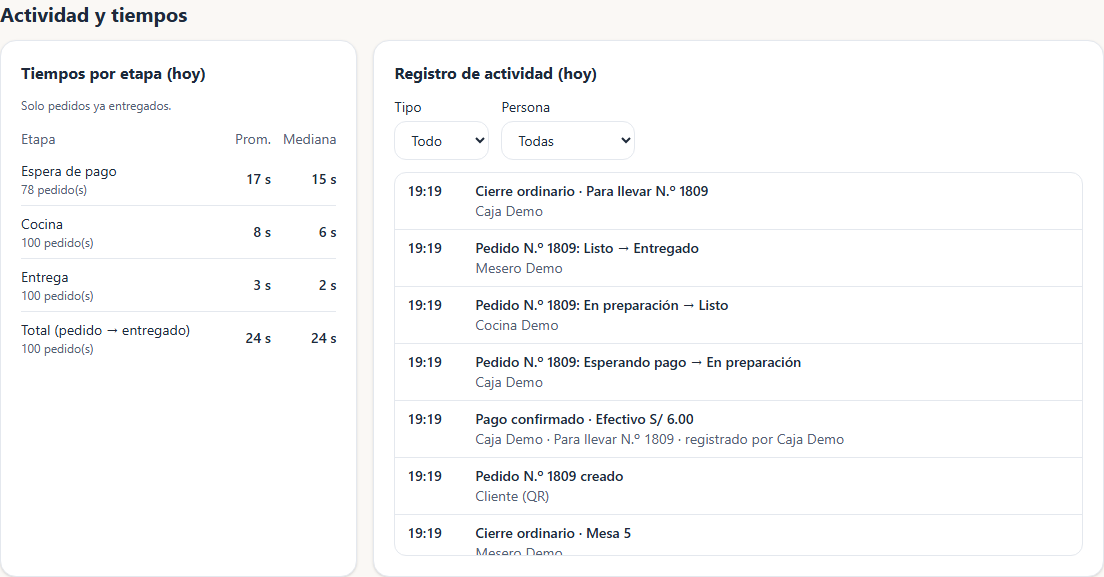 Actividad y tiempos
Tiempos por etapa (hoy)
Solo pedidos ya entregados.
Etapa Prom. Mediana
Espera de pago
78 pedido(s)
17 s 15 s
Cocina
100 pedido(s)
8 s 6 s
Entrega
100 pedido(s)
3 s 2 s
Total (pedido → entregado)
100 pedido(s)
24 s 24 s
Registro de actividad (hoy)
Tipo Persona
Todo Todas
19:19 Cierre ordinario · Para llevar N.º 1809
Caja Demo
19:19 Pedido N.º 1809: Listo → Entregado
Mesero Demo
19:19 Pedido N.º 1809: En preparación → Listo
Cocina Demo
19:19 Pedido N.º 1809: Esperando pago → En preparación
Caja Demo
19:19 Pago confirmado · Efectivo S/ 6.00
Caja Demo · Para llevar N.º 1809 · registrado por Caja Demo
19:19 Pedido N.º 1809 creado
Cliente (QR)
19:19 Cierre ordinario · Mesa 5
Mesero Demo